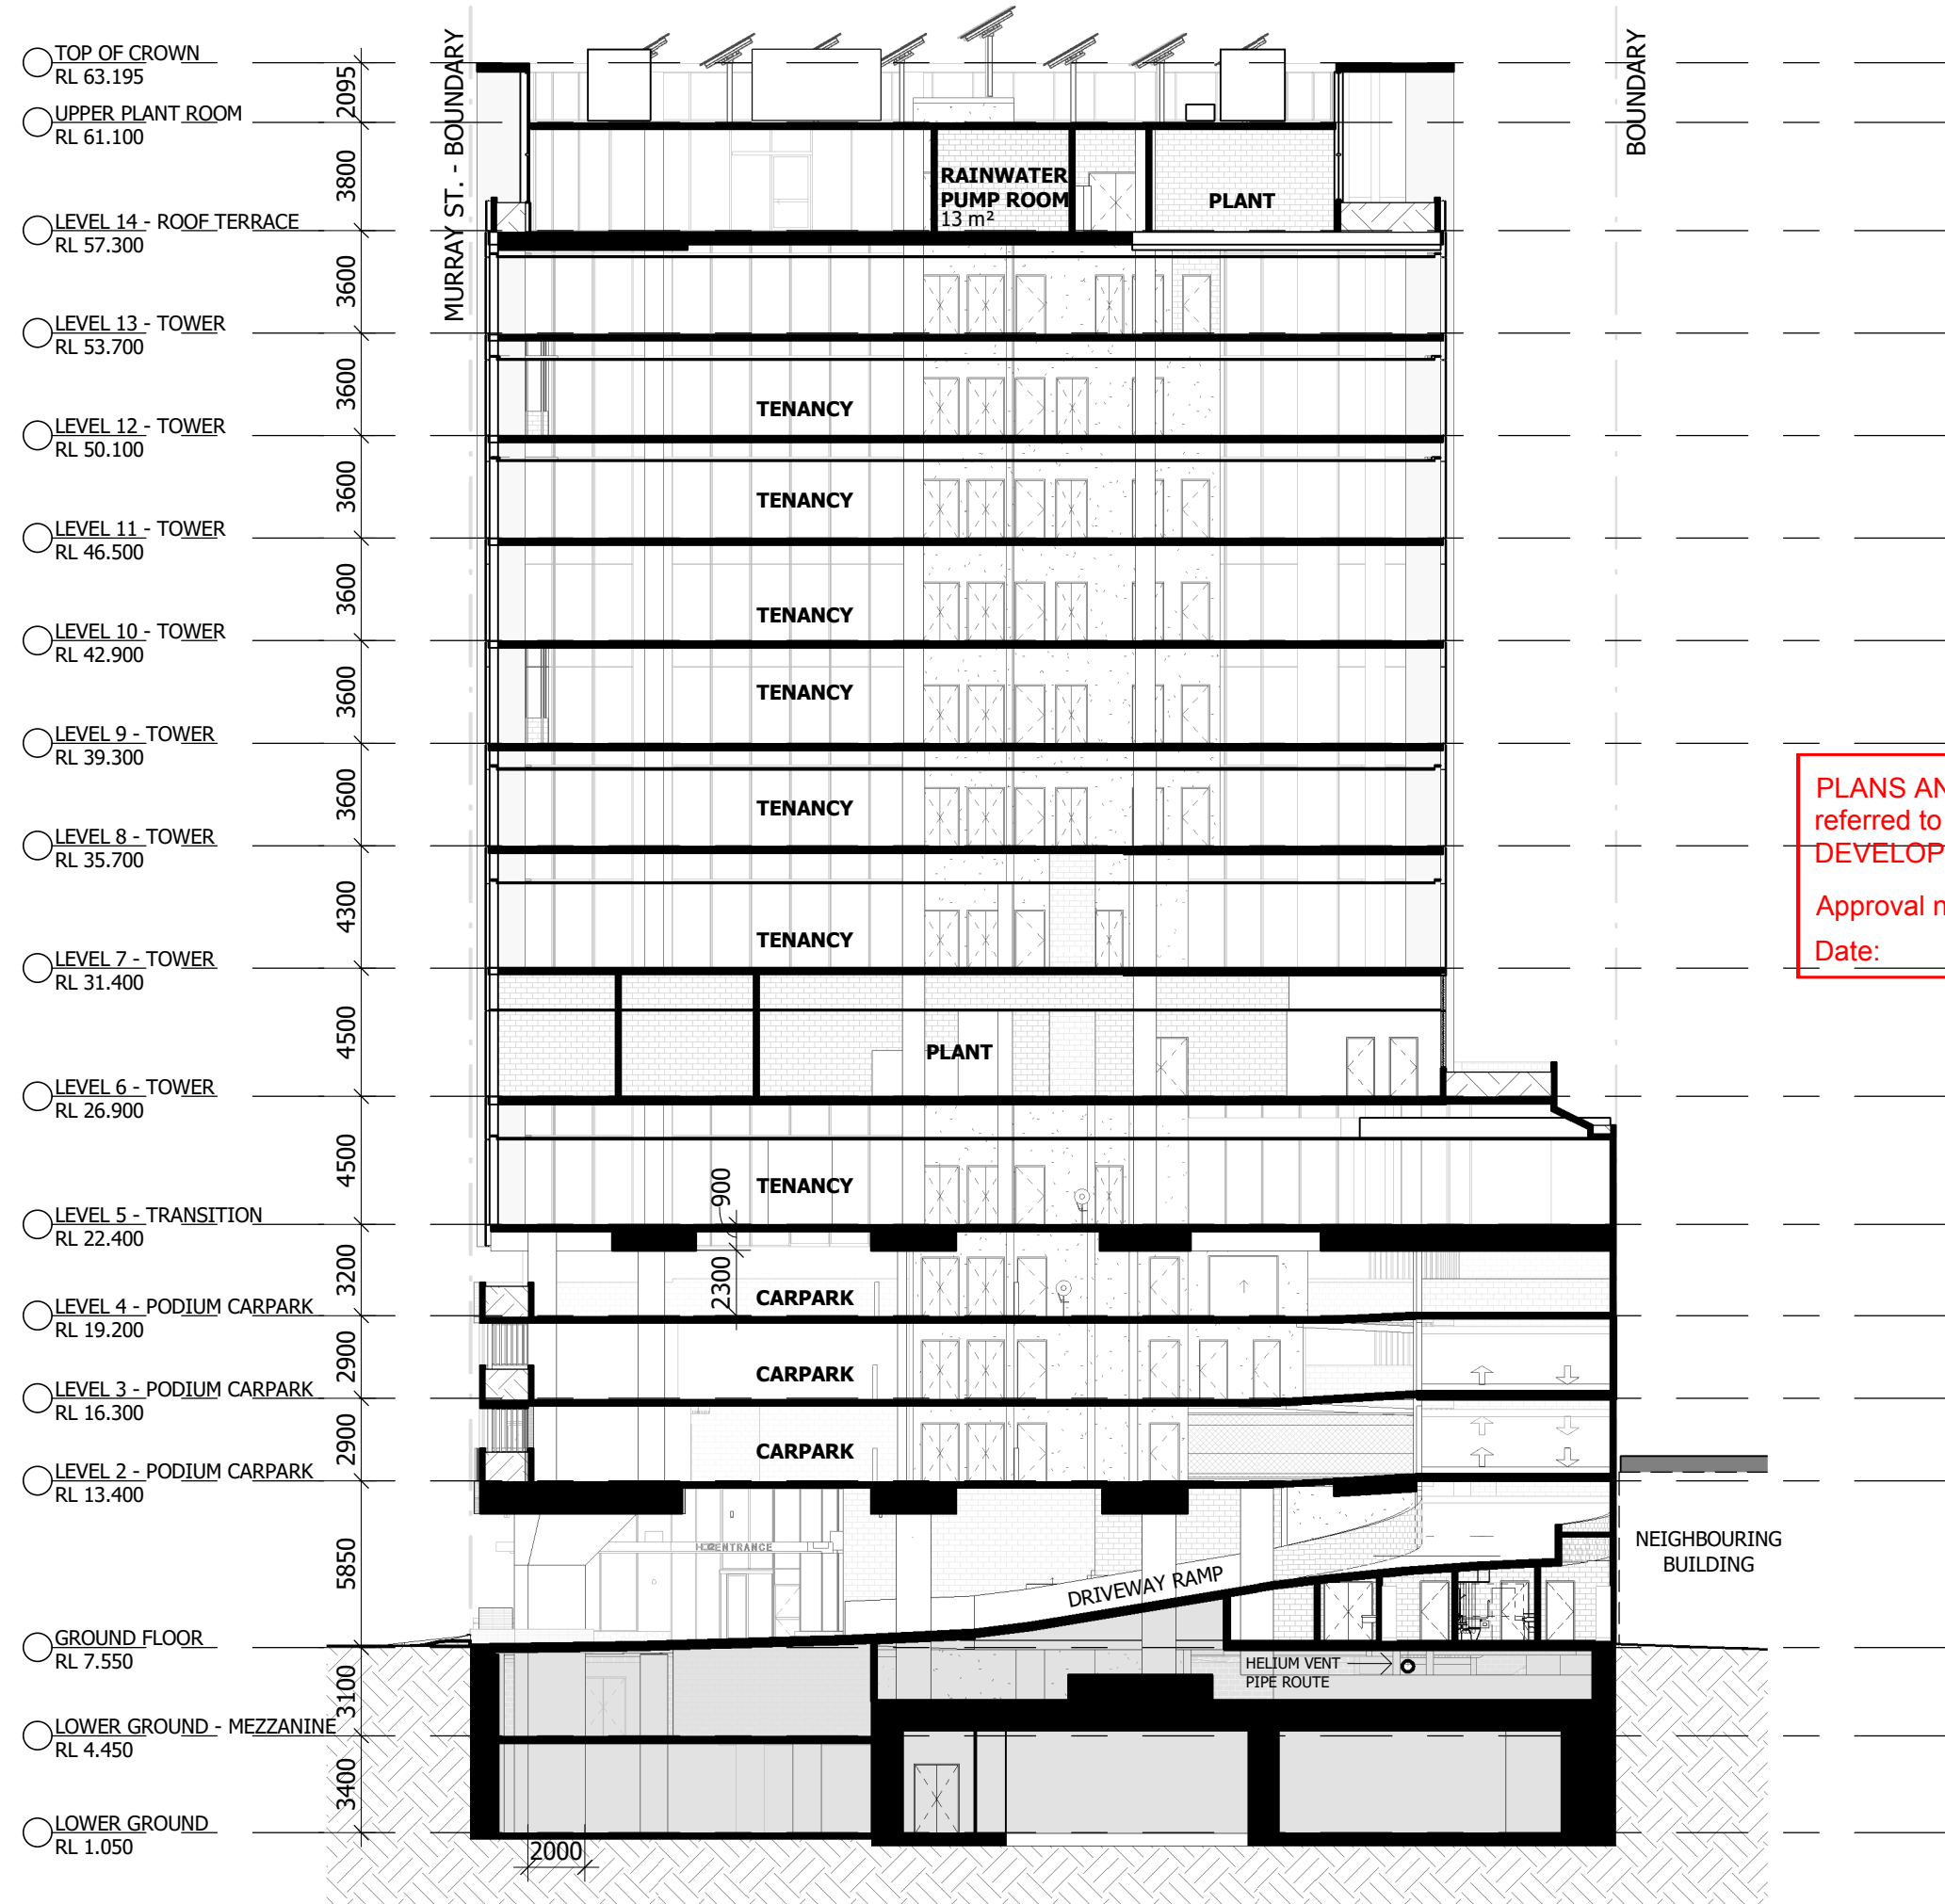 TOP OF CROWN
RL 63.195
2095
UPPER PLANT ROOM
RL 61.100
3800
LEVEL 14 - ROOF TERRACE
RL 57.300
3600
LEVEL 13 - TOWER
RL 53.700
3600
LEVEL 12 - TOWER
RL 50.100
3600
LEVEL 11 - TOWER
RL 46.500
3600
LEVEL 10 - TOWER
RL 42.900
3600
LEVEL 9 - TOWER
RL 39.300
3600
LEVEL 8 - TOWER
RL 35.700
4300
LEVEL 7 - TOWER
RL 31.400
4500
LEVEL 6 - TOWER
RL 26.900
4500
LEVEL 5 - TRANSITION
RL 22.400
3200
LEVEL 4 - PODIUM CARPARK
RL 19.200
2900
LEVEL 3 - PODIUM CARPARK
RL 16.300
2900
LEVEL 2 - PODIUM CARPARK
RL 13.400
5850
GROUND FLOOR
RL 7.550
3100
LOWER GROUND - MEZZANINE
RL 4.450
3400
LOWER GROUND
RL 1.050
MURRAY ST. - BOUNDARY
BOUNDARY
RAINWATER
PUMP ROOM
13 m²
PLANT
TENANCY
TENANCY
TENANCY
TENANCY
TENANCY
TENANCY
PLANT
TENANCY
900
2300
CARPARK
CARPARK
CARPARK
ENTRANCE
DRIVEWAY RAMP
HELIUM VENT
PIPE ROUTE
2000
NEIGHBOURING
BUILDING
PLANS AN
referred to
DEVELOP
Approval n
Date: